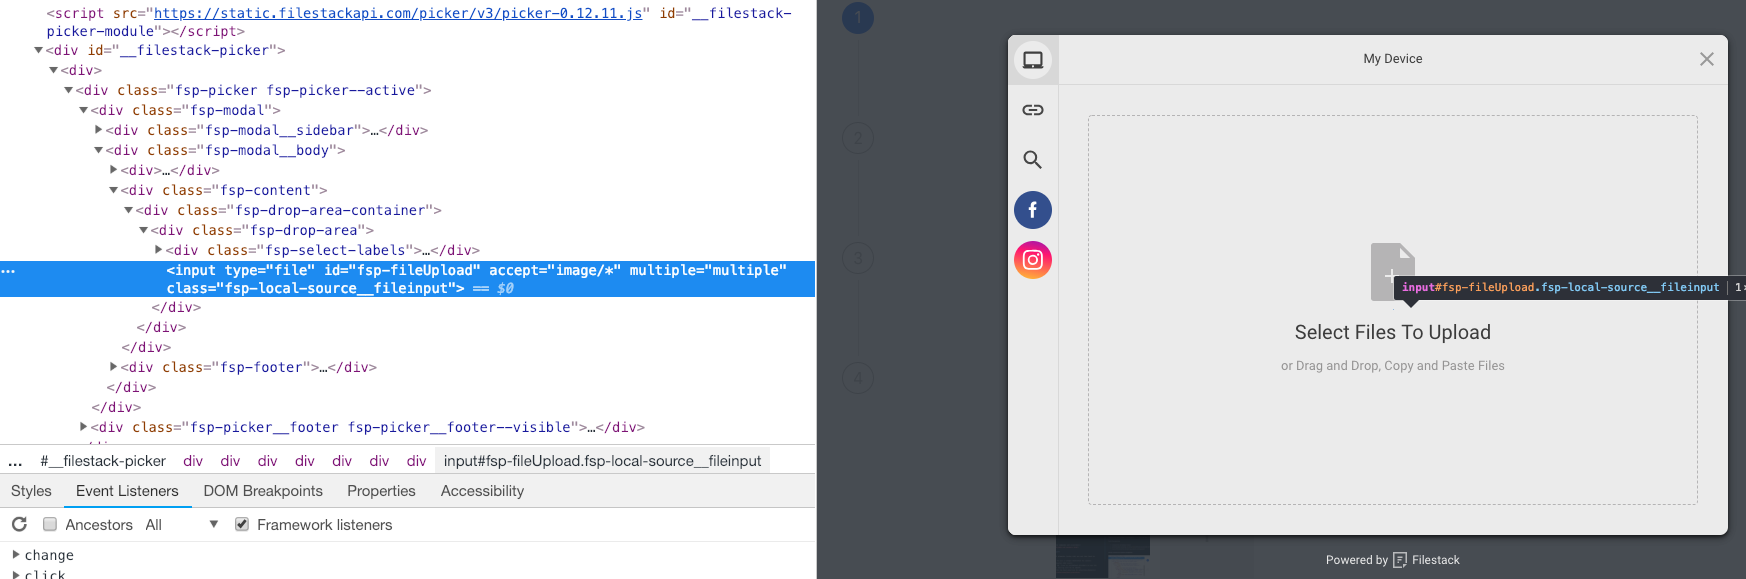 <script src="https://static.filestackapi.com/picker/v3/picker-0.12.11.js" id="__filestack-
picker-module"></script>
▼<div id="__filestack-picker">
▼<div>
▼<div class="fsp-picker fsp-picker--active">
▼<div class="fsp-modal">
▶<div class="fsp-modal__sidebar">…</div>
▼<div class="fsp-modal__body">
▶<div>…</div>
▼<div class="fsp-content">
▼<div class="fsp-drop-area-container">
▼<div class="fsp-drop-area">
▶<div class="fsp-select-labels">…</div>
<input type="file" id="fsp-fileUpload" accept="image/*" multiple="multiple"
class="fsp-local-source__fileinput"> == $0
</div>
</div>
</div>
▶<div class="fsp-footer">…</div>
</div>
</div>
▶<div class="fsp-picker__footer fsp-picker__footer--visible">…</div>
... #__filestack-picker div div div div div div div input#fsp-fileUpload.fsp-local-source__fileinput
Styles Event Listeners DOM Breakpoints Properties Accessibility
Ancestors All ▼ Framework listeners
▶change
▶click
1
2
3
4
My Device
input#fsp-fileUpload.fsp-local-source__fileinput | 1×
Select Files To Upload
or Drag and Drop, Copy and Paste Files
Powered by Filestack